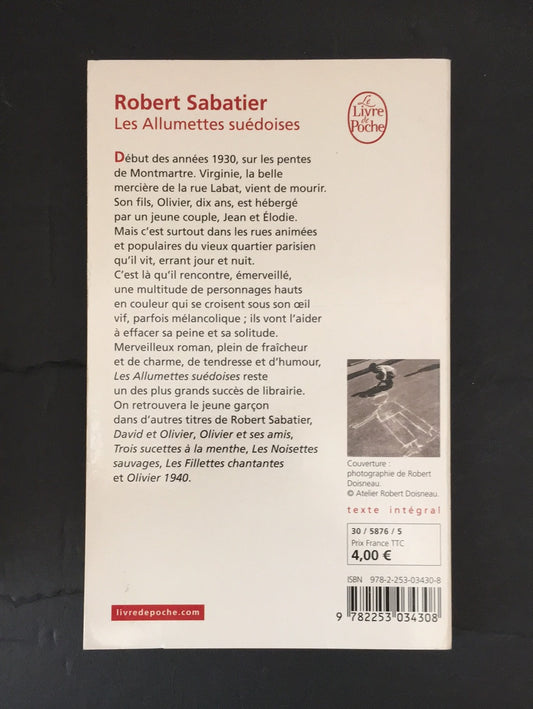 Robert Sabatier
Les Allumettes suédoises
Le
Livre
de
Poche
Début des années 1930, sur les pentes
de Montmartre. Virginie, la belle
mercière de la rue Labat, vient de mourir.
Son fils, Olivier, dix ans, est hébergé
par un jeune couple, Jean et Élodie.
Mais c'est surtout dans les rues animées
et populaires du vieux quartier parisien
qu'il vit, errant jour et nuit.
C'est là qu'il rencontre, émerveillé,
une multitude de personnages hauts
en couleur qui se croisent sous son œil
vif, parfois mélancolique ; ils vont l'aider
à effacer sa peine et sa solitude.
Merveilleux roman, plein de fraîcheur
et de charme, de tendresse et d'humour,
Les Allumettes suédoises reste
un des plus grands succès de librairie.
On retrouvera le jeune garçon
dans d'autres titres de Robert Sabatier,
David et Olivier, Olivier et ses amis,
Trois sucettes à la menthe, Les Noisettes
sauvages, Les Fillettes chantantes
et Olivier 1940.
Couverture :
photographie de Robert
Doisneau.
© Atelier Robert Doisneau.
texte intégral
30 / 5876 / 5
Prix France TTC
4,00 €
ISBN 978-2-253-03430-8
9 782253 034308
livredepoche.com